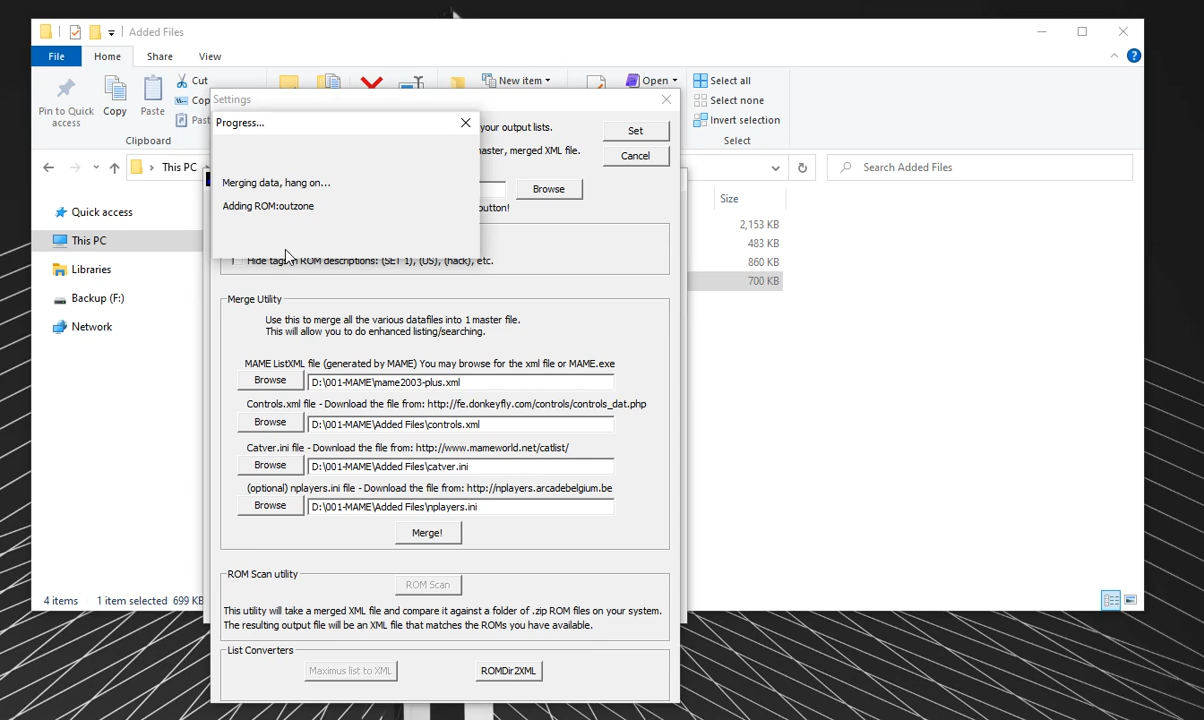 Added Files
File
Home
Share
View
Cut
New item
Open
Select all
Select none
Invert selection
Pin to Quick
access
Copy
Paste
Clipboard
Select
Settings
Progress...
your output lists.
Set
master, merged XML file.
Cancel
This PC
Search Added Files
Merging data, hang on...
Browse
Adding ROM:outzone
button!
Quick access
This PC
Libraries
Backup (F:)
Network
Size
2,153 KB
483 KB
860 KB
700 KB
Hide tags in ROM descriptions: (SET 1), (US), (hack), etc.
Merge Utility
Use this to merge all the various datafiles into 1 master file.
This will allow you to do enhanced listing/searching.
MAME ListXML file (generated by MAME) You may browse for the xml file or MAME.exe
Browse D:\001-MAME\mame2003-plus.xml
Controls.xml file - Download the file from: http://fe.donkeyfly.com/controls/controls_dat.php
Browse D:\001-MAME\Added Files\controls.xml
Catver.ini file - Download the file from: http://www.mameworld.net/catlist/
Browse D:\001-MAME\Added Files\catver.ini
(optional) nplayers.ini file - Download the file from: http://nplayers.arcadebelgium.be
Browse D:\001-MAME\Added Files\nplayers.ini
Merge!
ROM Scan utility
ROM Scan
This utility will take a merged XML file and compare it against a folder of .zip ROM files on your system.
The resulting output file will be an XML file that matches the ROMs you have available.
List Converters
Maximus list to XML
ROMDir2XML
4 items 1 item selected 699 KB